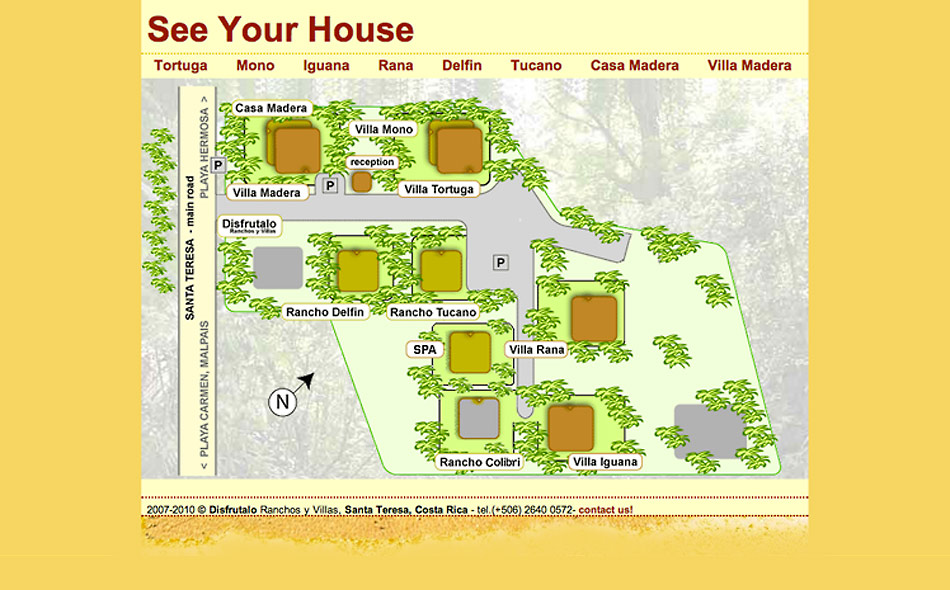 See Your House
Tortuga Mono Iguana Rana Delfin Tucano Casa Madera Villa Madera
PLAYA HERMOSA >
SANTA TERESA - main road
< PLAYA CARMEN, MALPAIS
Casa Madera
Villa Mono
P
reception
P
Villa Madera
Villa Tortuga
Disfrutalo
Ranchos y Villas
P
Rancho Delfin
Rancho Tucano
SPA
Villa Rana
N
Rancho Colibri
Villa Iguana
2007-2010 © Disfrutalo Ranchos y Villas, Santa Teresa, Costa Rica - tel.(+506) 2640 0572- contact us!